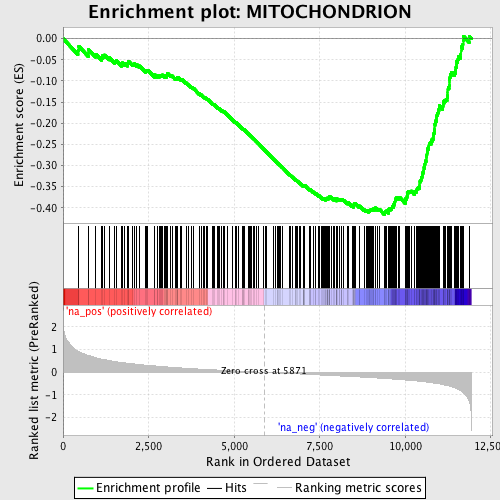 Enrichment plot: MITOCHONDRION
Enrichment score (ES)
0.00
-0.05
-0.10
-0.15
-0.20
-0.25
-0.30
-0.35
-0.40
'na_pos' (positively correlated)
Ranked list metric (PreRanked)
2
1
0
-1
-2
Zero cross at 5871
'na_neg' (negatively correlated)
0
2,500
5,000
7,500
10,000
12,500
Rank in Ordered Dataset
Enrichment profile
Hits
Ranking metric scores